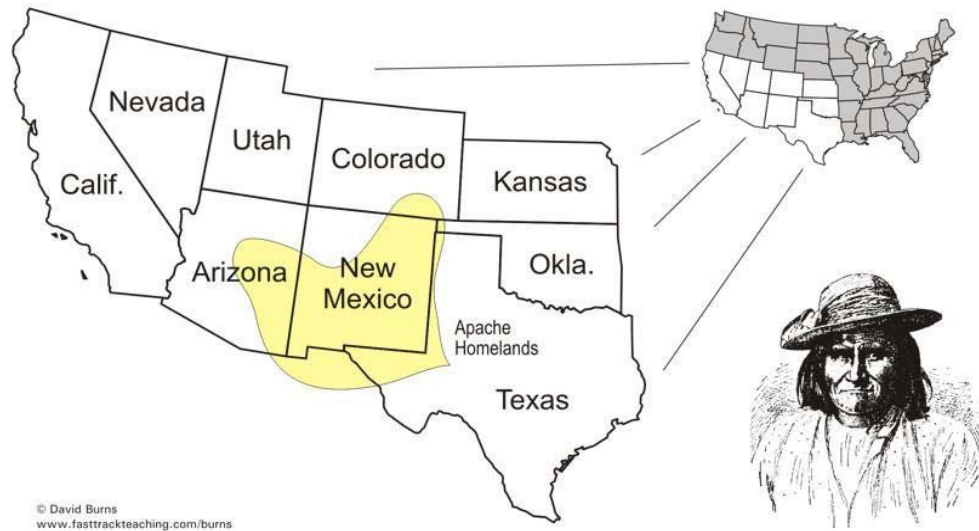 Nevada
Utah
Colorado
Kansas
Calif.
Arizona
New
Mexico
Okla.
Apache
Homelands
Texas
© David Burns
www.fasttrackteaching.com/burns